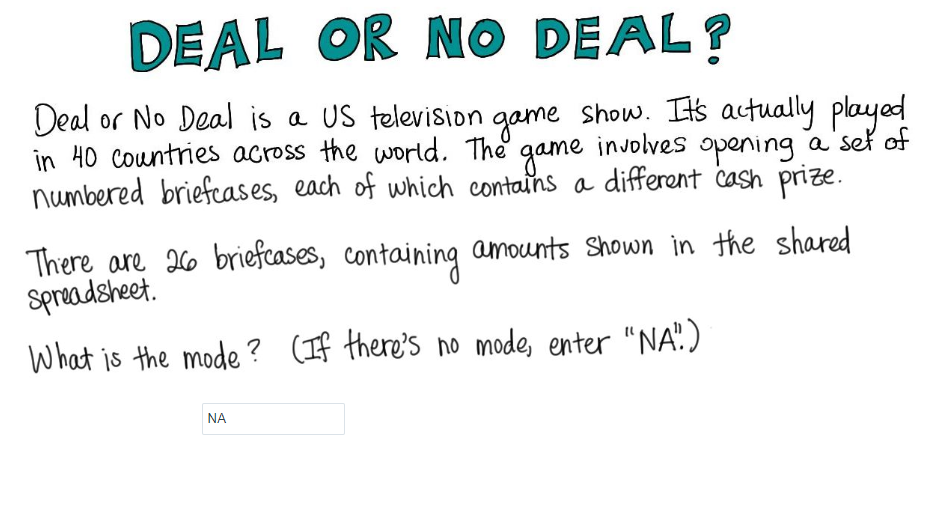 DEAL OR NO DEAL?
Deal or No Deal is a US television game show. It's actually played
in 40 countries across the world. The game involves opening a set of
numbered briefcases, each of which contains a different cash prize.
There are 26 briefcases, containing amounts shown in the shared
spreadsheet.
What is the mode? (If there's no mode, enter "NA".)
NA